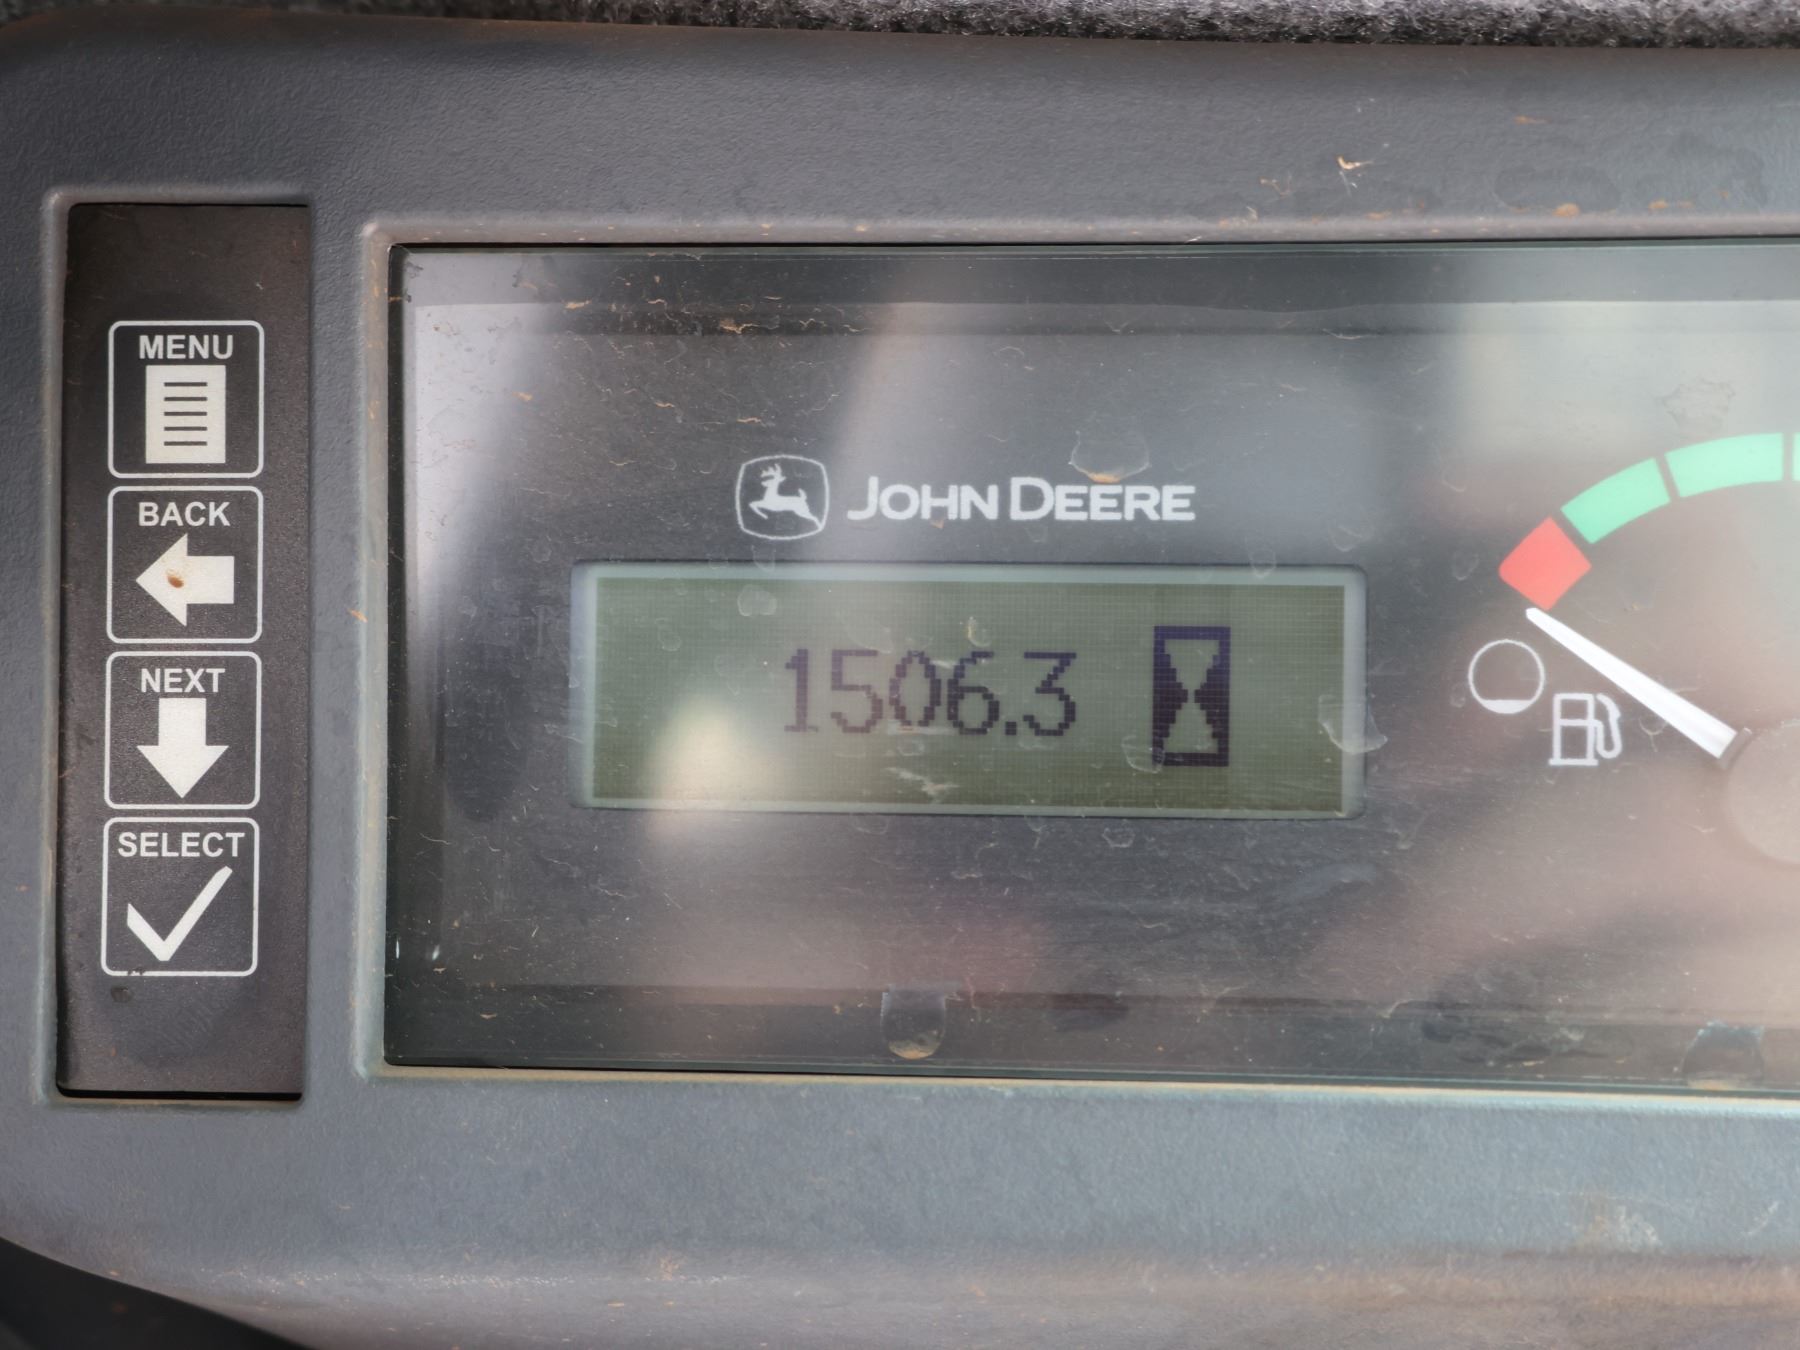 MENU
BACK
NEXT
SELECT
JOHN DEERE
1506.3